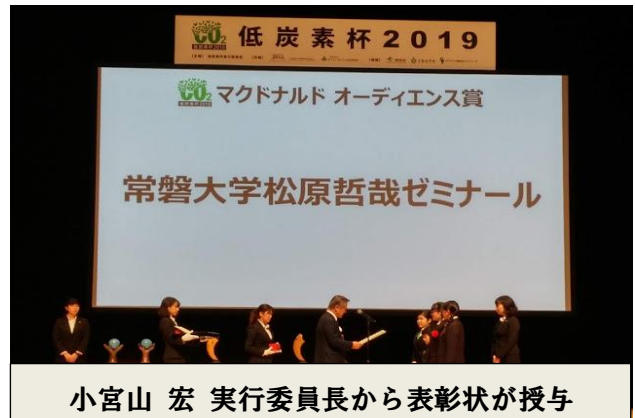 CO2
低炭素杯2019
CO2
マクドナルド オーディエンス賞
常磐大学松原哲哉ゼミナール
小宮山 宏 実行委員長から表彰状が授与